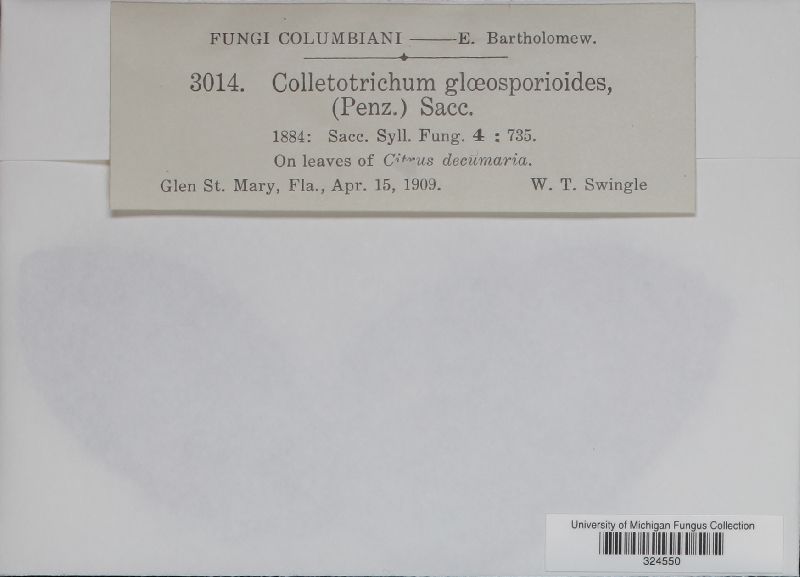 FUNGI COLUMBIANI —— E. Bartholomew.
3014. Colletotrichum glœosporioides,
(Penz.) Sacc.
1884: Sacc. Syll. Fung. 4 : 735.
On leaves of Citrus decumaria.
Glen St. Mary, Fla., Apr. 15, 1909. W. T. Swingle
University of Michigan Fungus Collection
324550